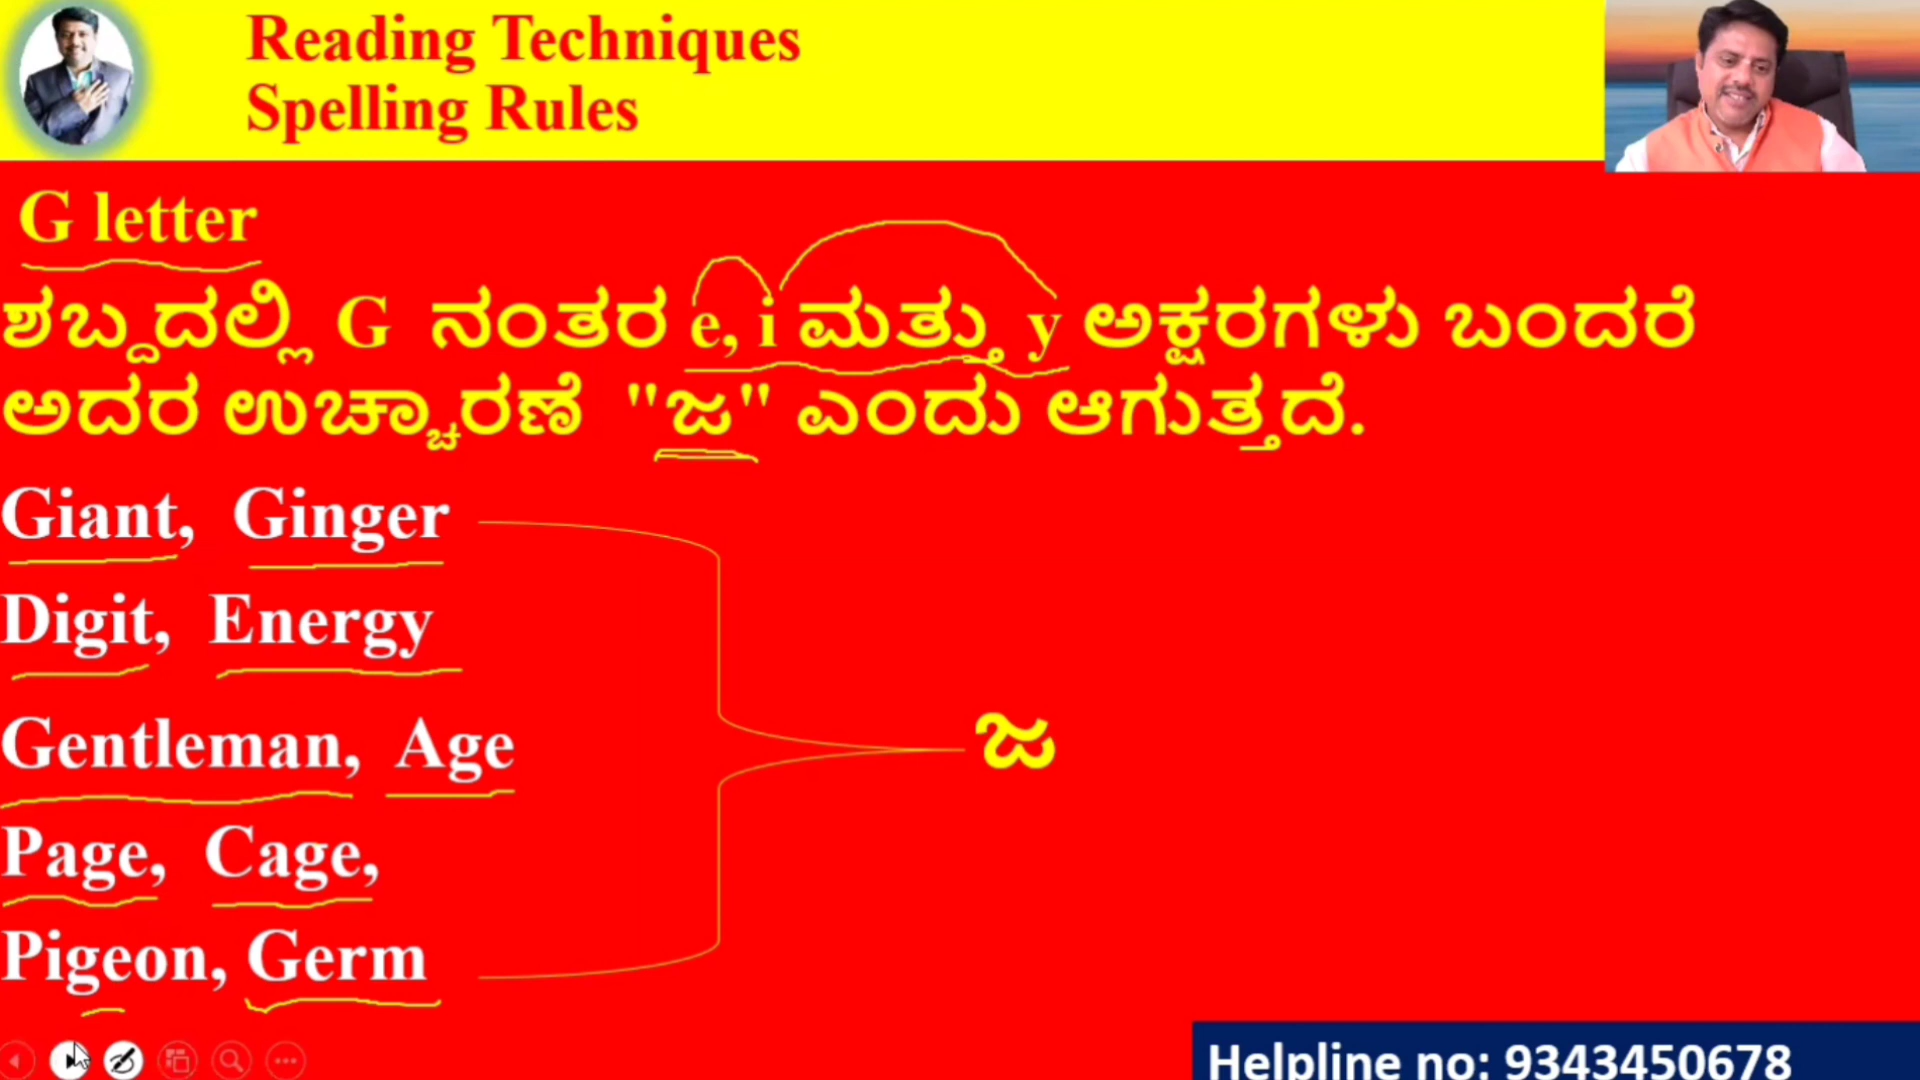 Reading Techniques
Spelling Rules
G letter
ಶಬ್ದದಲ್ಲಿ G ನಂತರ e, i ಮತ್ತು y ಅಕ್ಷರಗಳು ಬಂದರೆ
ಅದರ ಉಚ್ಚಾರಣೆ "ಜ" ಎಂದು ಆಗುತ್ತದೆ.
Giant, Ginger
Digit, Energy
Gentleman, Age
ಜ
Page, Cage,
Pigeon, Germ
Helpline no: 9343450678